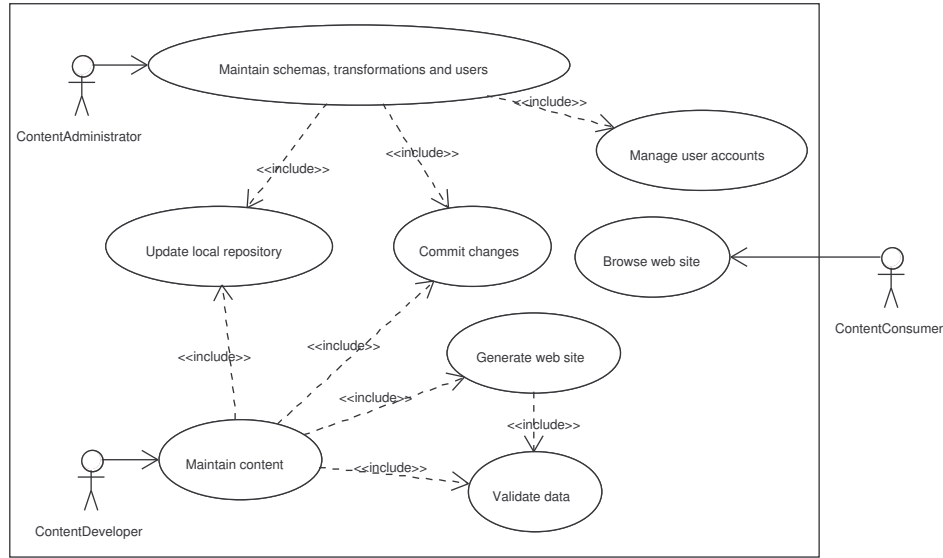 Maintain schemas, transformations and users
<<include>>
ContentAdministrator
<<include>>
<<include>>
Manage user accounts
Update local repository
Commit changes
Browse web site
ContentConsumer
<<include>>
<<include>>
Generate web site
<<include>>
<<include>>
Maintain content
<<include>>
Validate data
ContentDeveloper